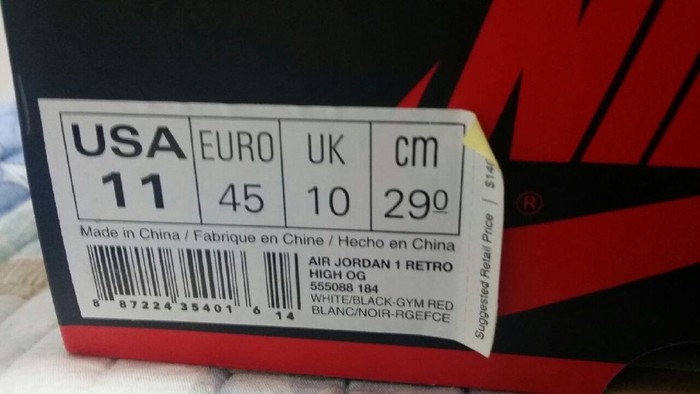 USA EURO UK cm
11 45 10 290
Made in China / Fabrique en Chine / Hecho en China
AIR JORDAN 1 RETRO
HIGH OG
555088 184
WHITE/BLACK-GYM RED
BLANC/NOIR-RGEFCE
8 87224 35401 6 14
Suggested Retail Price |
®